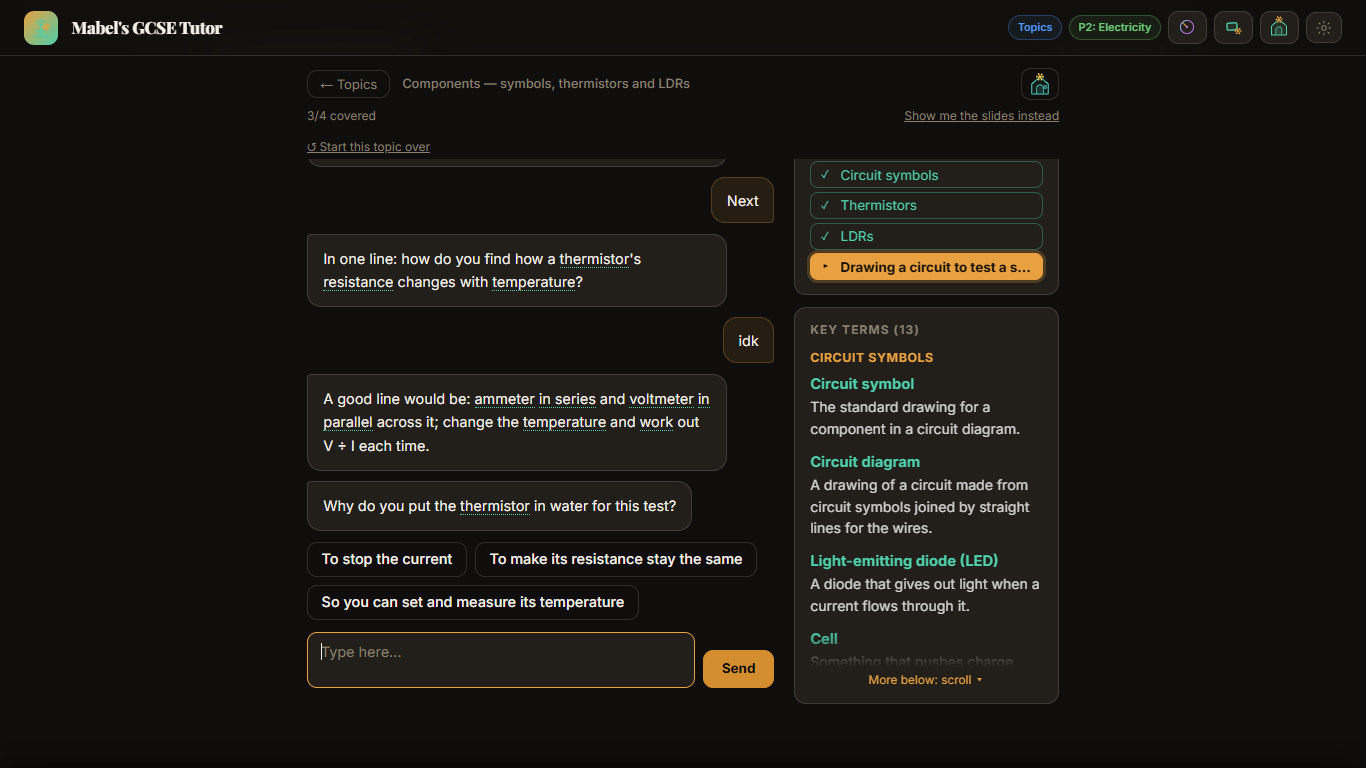 Mabel's GCSE Tutor
Topics
P2: Electricity
← Topics
Components — symbols, thermistors and LDRs
3/4 covered
Show me the slides instead
↺ Start this topic over
Next
In one line: how do you find how a thermistor's
resistance changes with temperature?
idk
A good line would be: ammeter in series and voltmeter in
parallel across it; change the temperature and work out
V ÷ I each time.
Why do you put the thermistor in water for this test?
To stop the current
To make its resistance stay the same
So you can set and measure its temperature
Type here...
Send
✓ Circuit symbols
✓ Thermistors
✓ LDRs
‣ Drawing a circuit to test a s...
KEY TERMS (13)
CIRCUIT SYMBOLS
Circuit symbol
The standard drawing for a
component in a circuit diagram.
Circuit diagram
A drawing of a circuit made from
circuit symbols joined by straight
lines for the wires.
Light-emitting diode (LED)
A diode that gives out light when a
current flows through it.
Cell
Something that pushes charge
More below: scroll ▾